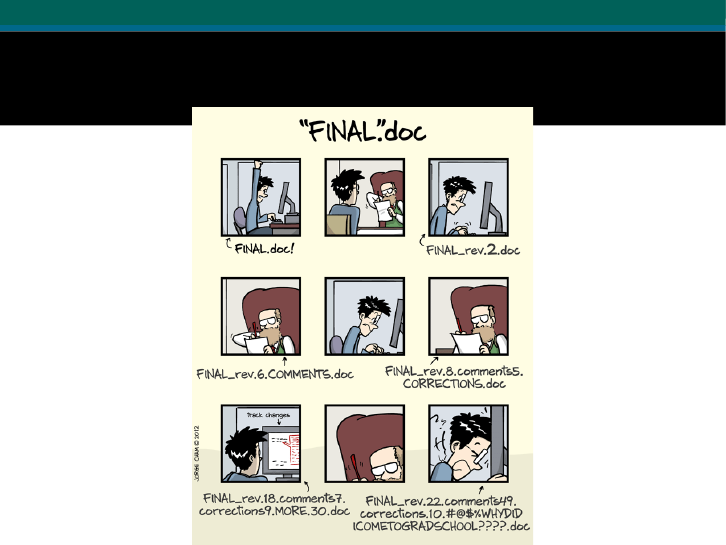 "FINAL".doc
FINAL.doc!
FINAL_rev.2.doc
FINAL_rev.6.COMMENTS.doc
FINAL_rev.8.comments5.
CORRECTIONS.doc
Track changes
FINAL_rev.18.comments7.
corrections9.MORE.30.doc
FINAL_rev.22.comments49.
corrections.10.#@$%WHYDID
ICOMETOGRADSCHOOL????.doc
JORGE CHAM © 2012